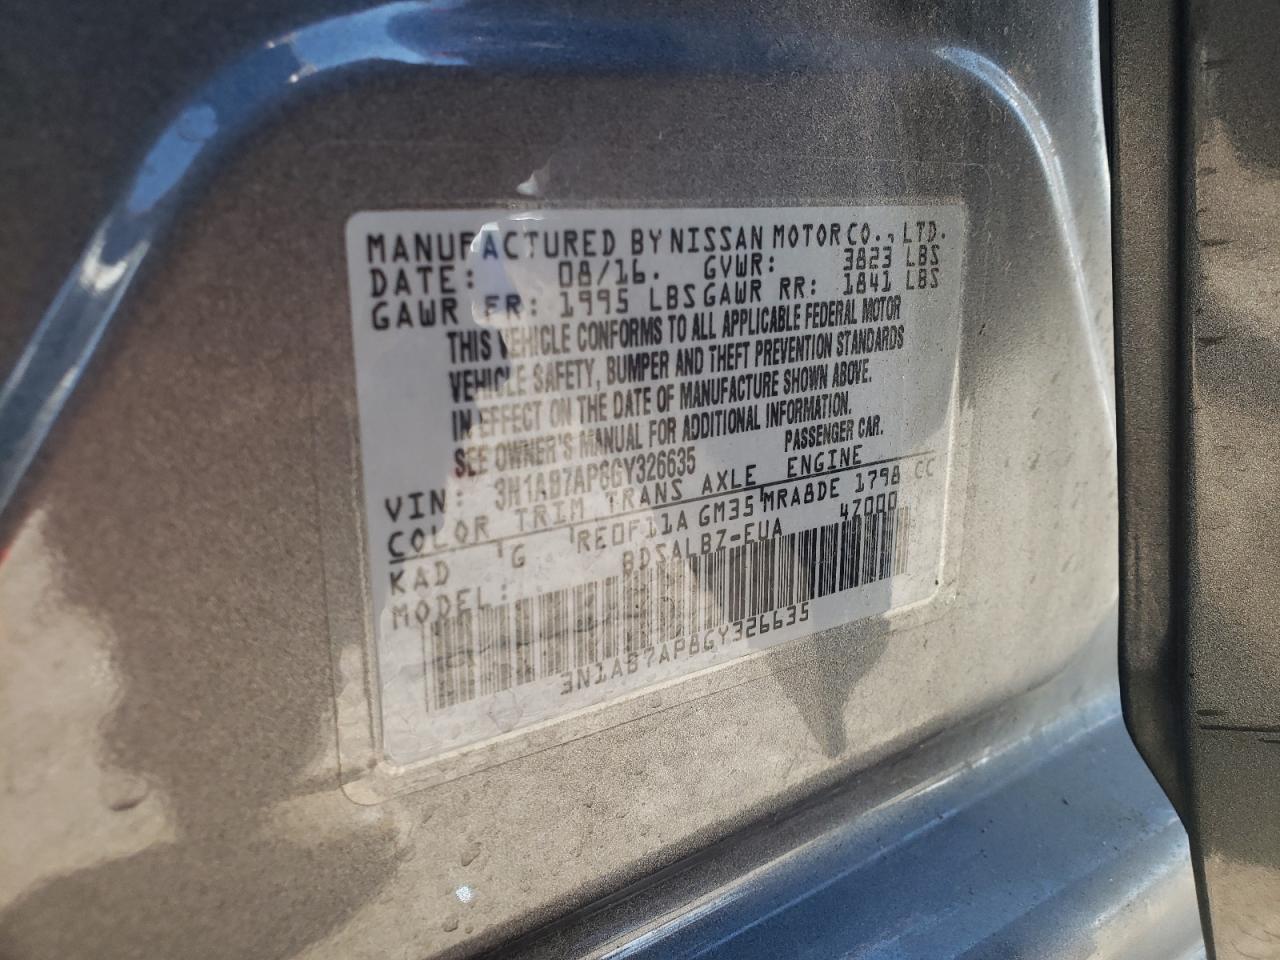 MANUFACTURED BY NISSAN MOTOR CO., LTD.
DATE: 08/16. GVWR: 3823 LBS
GAWR FR: 1995 LBS GAWR RR: 1841 LBS
THIS VEHICLE CONFORMS TO ALL APPLICABLE FEDERAL MOTOR
VEHICLE SAFETY, BUMPER AND THEFT PREVENTION STANDARDS
IN EFFECT ON THE DATE OF MANUFACTURE SHOWN ABOVE.
SEE OWNER'S MANUAL FOR ADDITIONAL INFORMATION.
VIN: 3N1AB7AP8GY326635 PASSENGER CAR.
COLOR TRIM TRANS AXLE ENGINE
KAD G RE0F11A GM35 MRA8DE 1798 CC
MODEL: BDSALBZ-EUA 47000
3N1AB7AP8GY326635